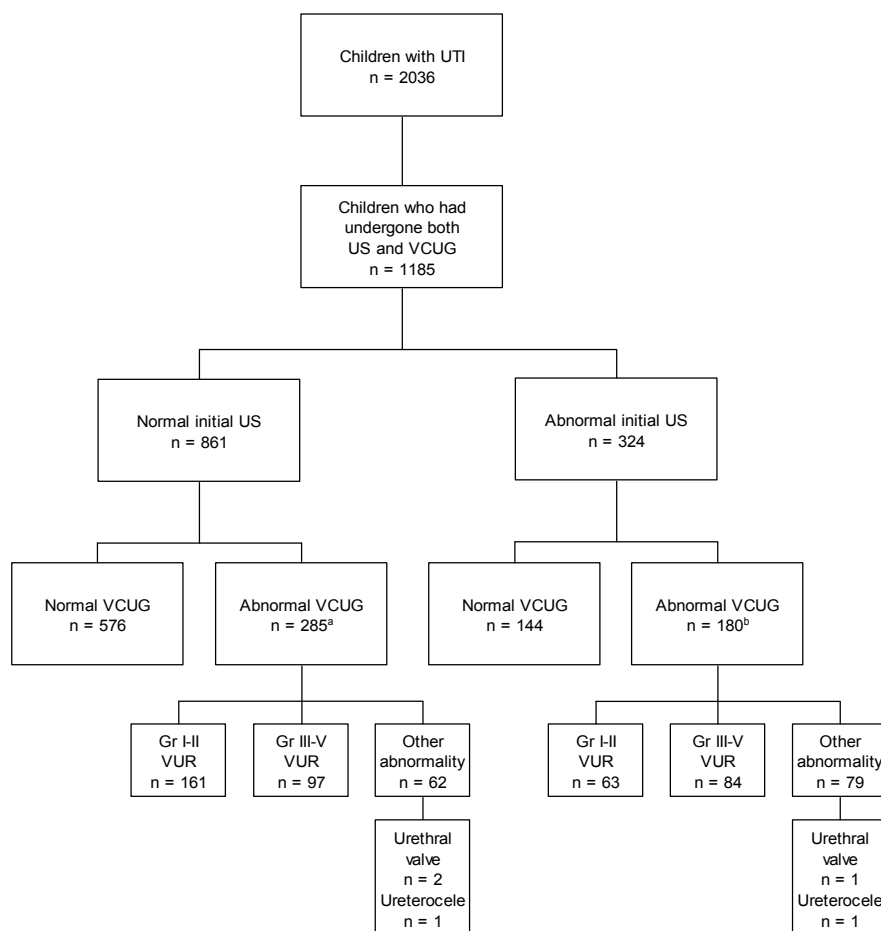 Children with UTI
n = 2036
Children who had
undergone both
US and VCUG
n = 1185
Normal initial US
n = 861
Abnormal initial US
n = 324
Normal VCUG
n = 576
Abnormal VCUG
n = 285ᵃ
Normal VCUG
n = 144
Abnormal VCUG
n = 180ᵇ
Gr I-II
VUR
n = 161
Gr III-V
VUR
n = 97
Other
abnormality
n = 62
Gr I-II
VUR
n = 63
Gr III-V
VUR
n = 84
Other
abnormality
n = 79
Urethral
valve
n = 2
Ureterocele
n = 1
Urethral
valve
n = 1
Ureterocele
n = 1